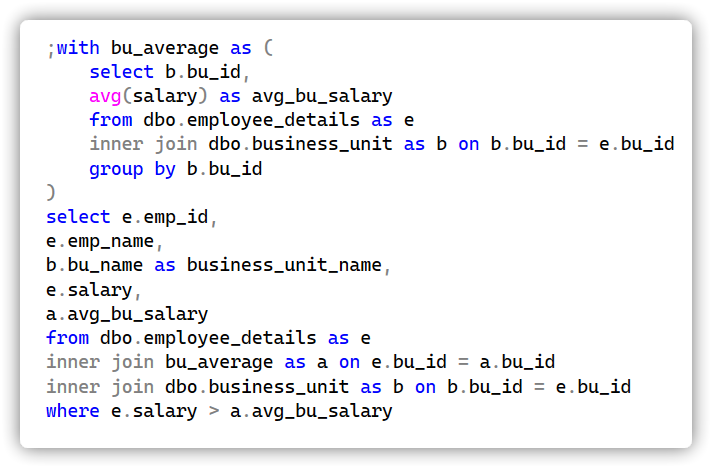 ;with bu_average as (
    select b.bu_id,
    avg(salary) as avg_bu_salary
    from dbo.employee_details as e
    inner join dbo.business_unit as b on b.bu_id = e.bu_id
    group by b.bu_id
)
select e.emp_id,
e.emp_name,
b.bu_name as business_unit_name,
e.salary,
a.avg_bu_salary
from dbo.employee_details as e
inner join bu_average as a on e.bu_id = a.bu_id
inner join dbo.business_unit as b on b.bu_id = e.bu_id
where e.salary > a.avg_bu_salary